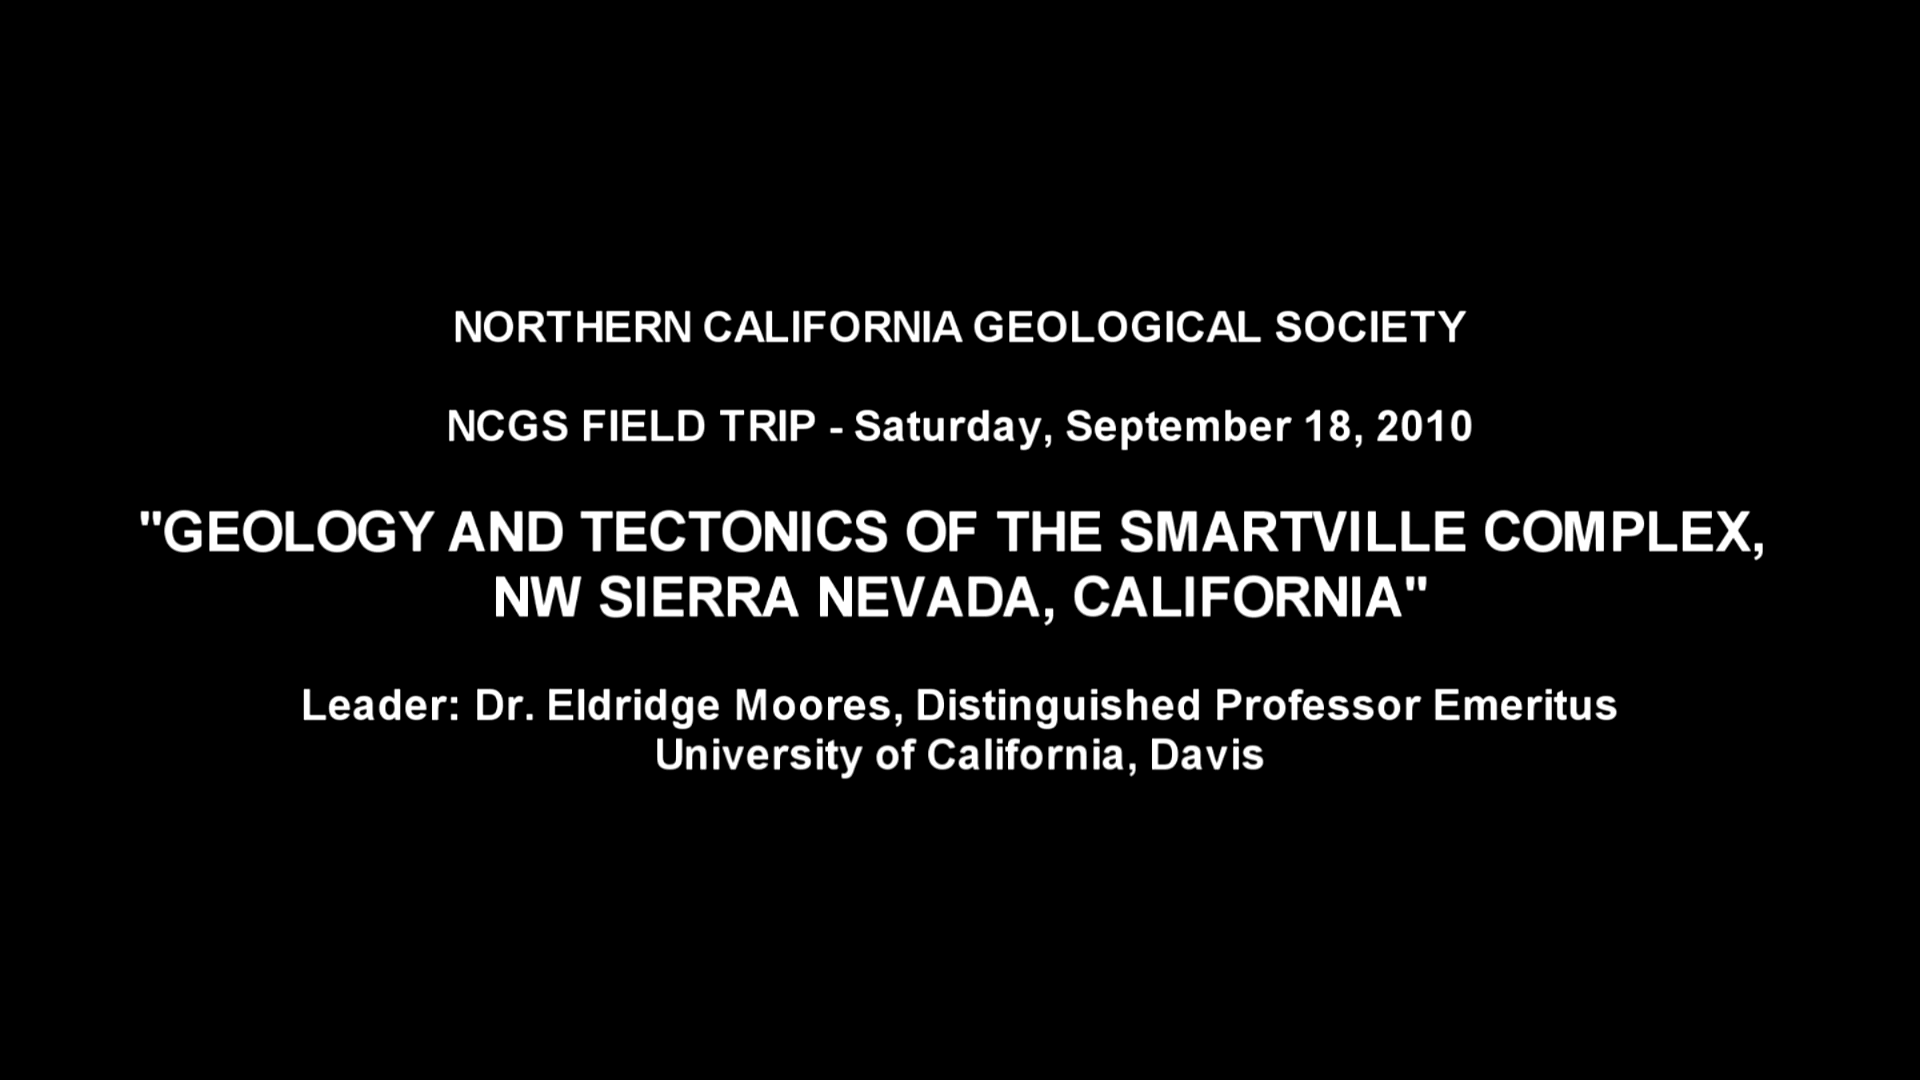 NORTHERN CALIFORNIA GEOLOGICAL SOCIETY
NCGS FIELD TRIP - Saturday, September 18, 2010
"GEOLOGY AND TECTONICS OF THE SMARTVILLE COMPLEX,
NW SIERRA NEVADA, CALIFORNIA"
Leader: Dr. Eldridge Moores, Distinguished Professor Emeritus
University of California, Davis